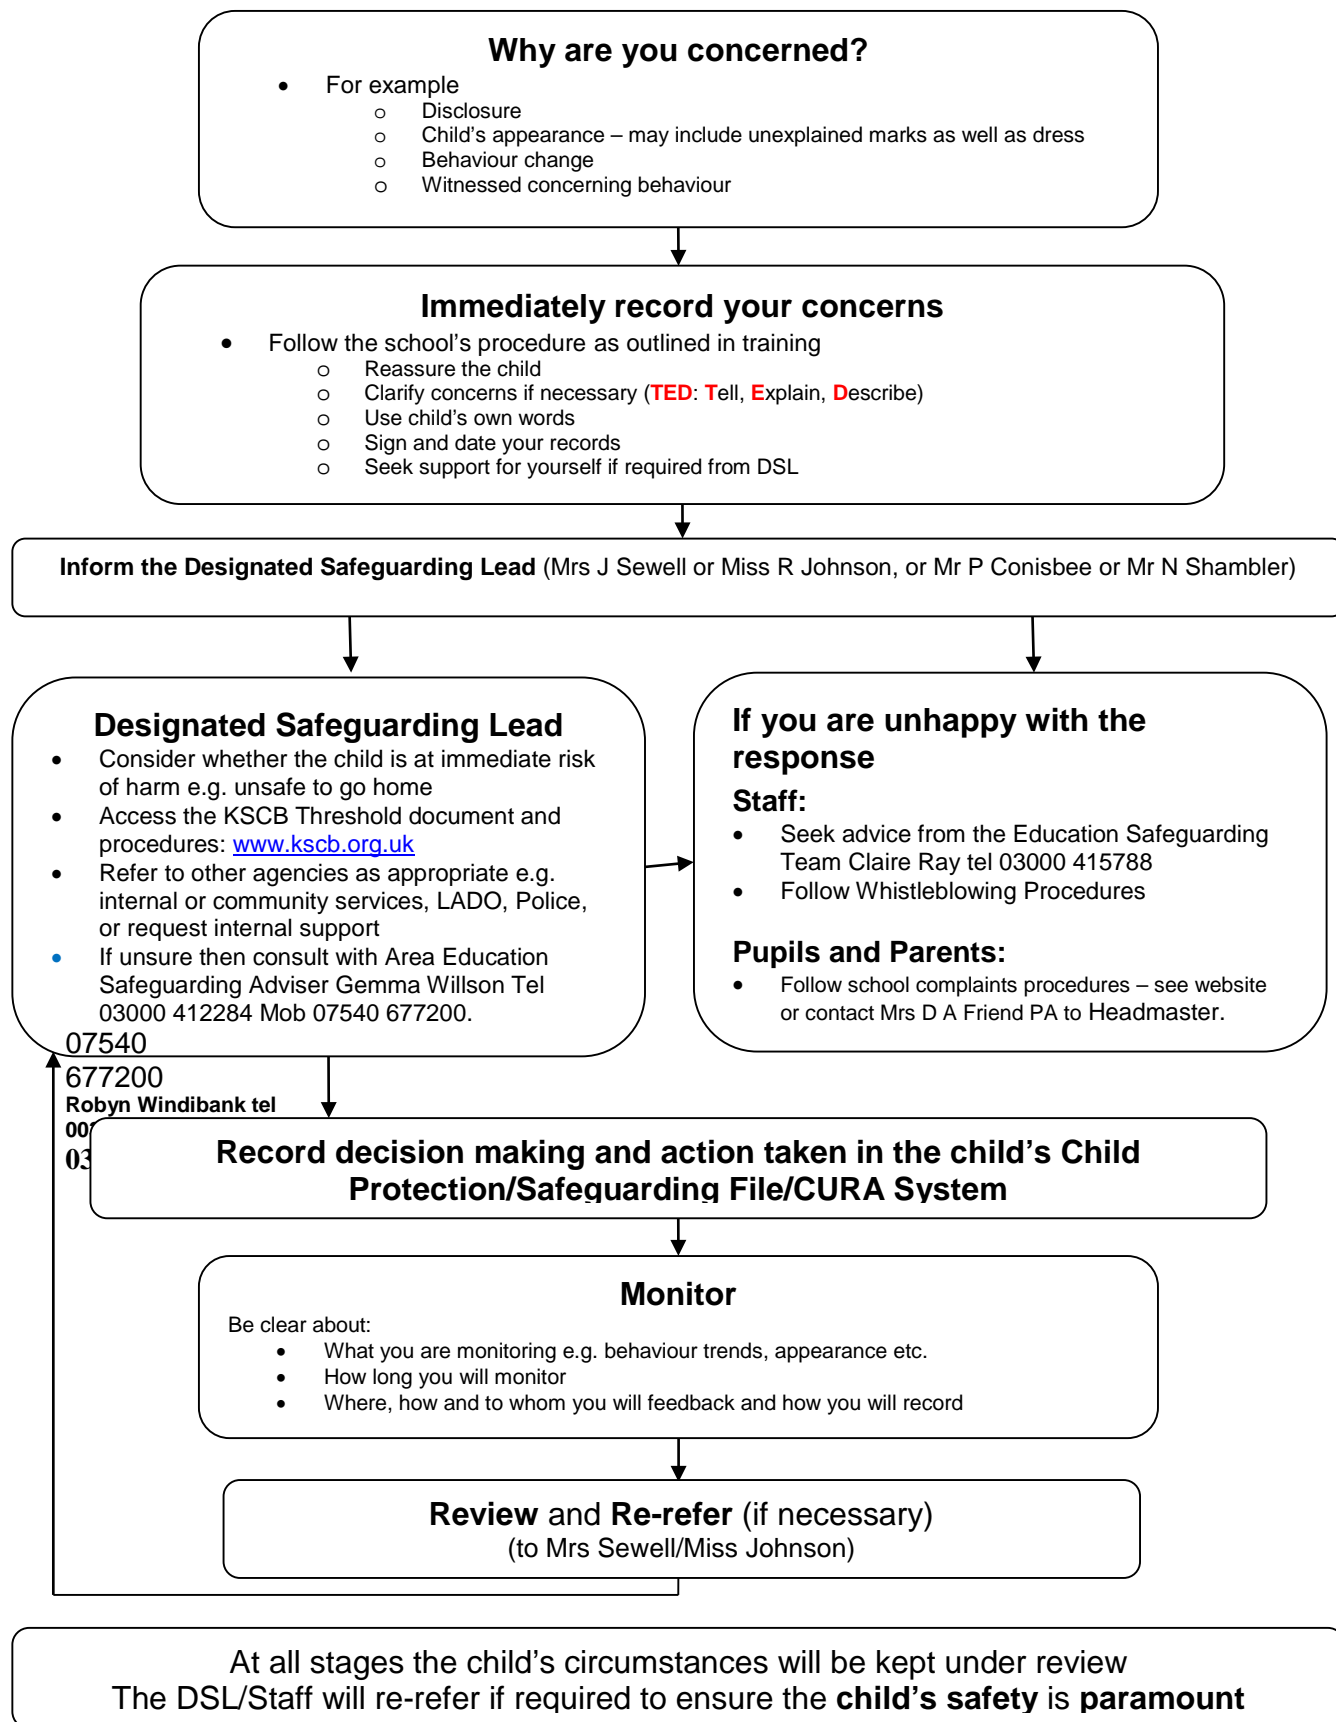 Why are you concerned?
• For example
o Disclosure
o Child's appearance – may include unexplained marks as well as dress
o Behaviour change
o Witnessed concerning behaviour
Immediately record your concerns
• Follow the school's procedure as outlined in training
o Reassure the child
o Clarify concerns if necessary (TED: Tell, Explain, Describe)
o Use child's own words
o Sign and date your records
o Seek support for yourself if required from DSL
Inform the Designated Safeguarding Lead (Mrs J Sewell or Miss R Johnson, or Mr P Conisbee or Mr N Shambler)
Designated Safeguarding Lead
• Consider whether the child is at immediate risk
of harm e.g. unsafe to go home
• Access the KSCB Threshold document and
procedures: www.kscb.org.uk
• Refer to other agencies as appropriate e.g.
internal or community services, LADO, Police,
or request internal support
• If unsure then consult with Area Education
Safeguarding Adviser Gemma Willson Tel
03000 412284 Mob 07540 677200.
07540
677200
Robyn Windibank tel
If you are unhappy with the
response
Staff:
• Seek advice from the Education Safeguarding
Team Claire Ray tel 03000 415788
• Follow Whistleblowing Procedures
Pupils and Parents:
• Follow school complaints procedures – see website
or contact Mrs D A Friend PA to Headmaster.
Record decision making and action taken in the child's Child
Protection/Safeguarding File/CURA System
Monitor
Be clear about:
• What you are monitoring e.g. behaviour trends, appearance etc.
• How long you will monitor
• Where, how and to whom you will feedback and how you will record
Review and Re-refer (if necessary)
(to Mrs Sewell/Miss Johnson)
At all stages the child's circumstances will be kept under review
The DSL/Staff will re-refer if required to ensure the child's safety is paramount